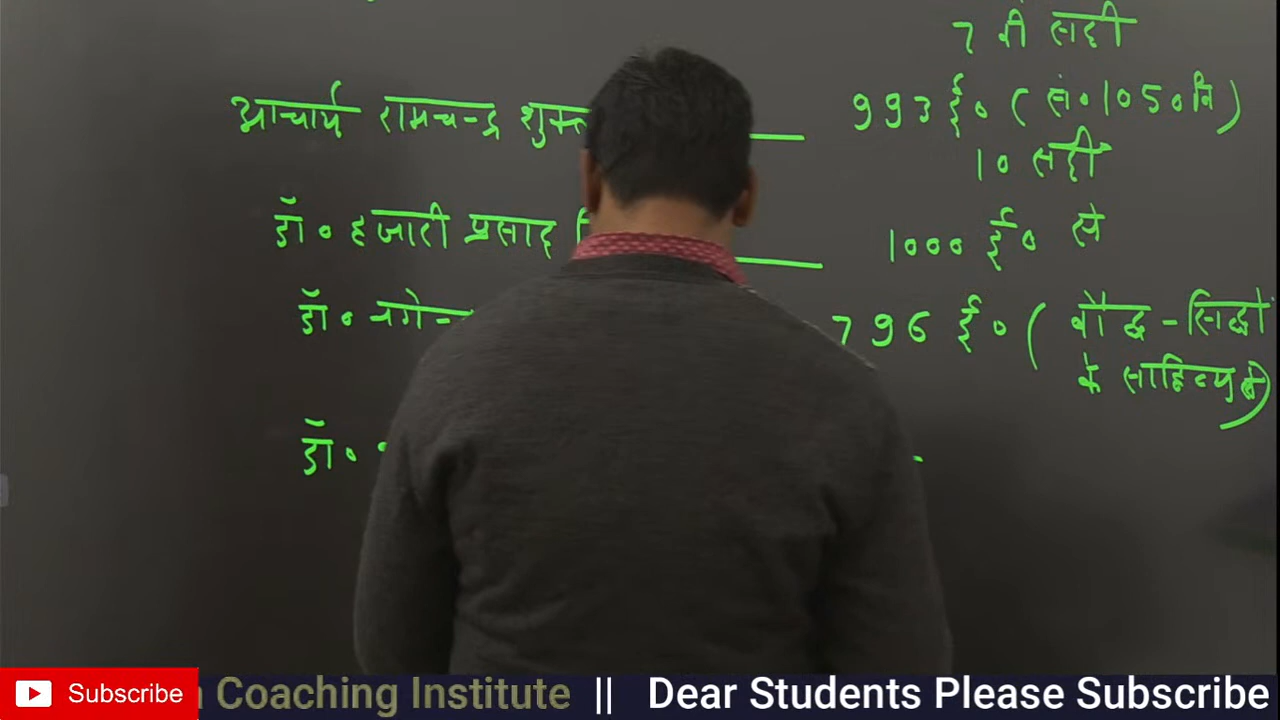 7 वीं सदी
आचार्य रामचन्द्र शुक्ल 993 ई० ( सं० 1050 वि )
10 सदी
डॉ० हजारी प्रसाद 1000 ई० से
डॉ० नगे 796 ई० ( बौद्ध - सिद्धों
के साहित्य से )
डॉ०
Subscribe Coaching Institute || Dear Students Please Subscribe